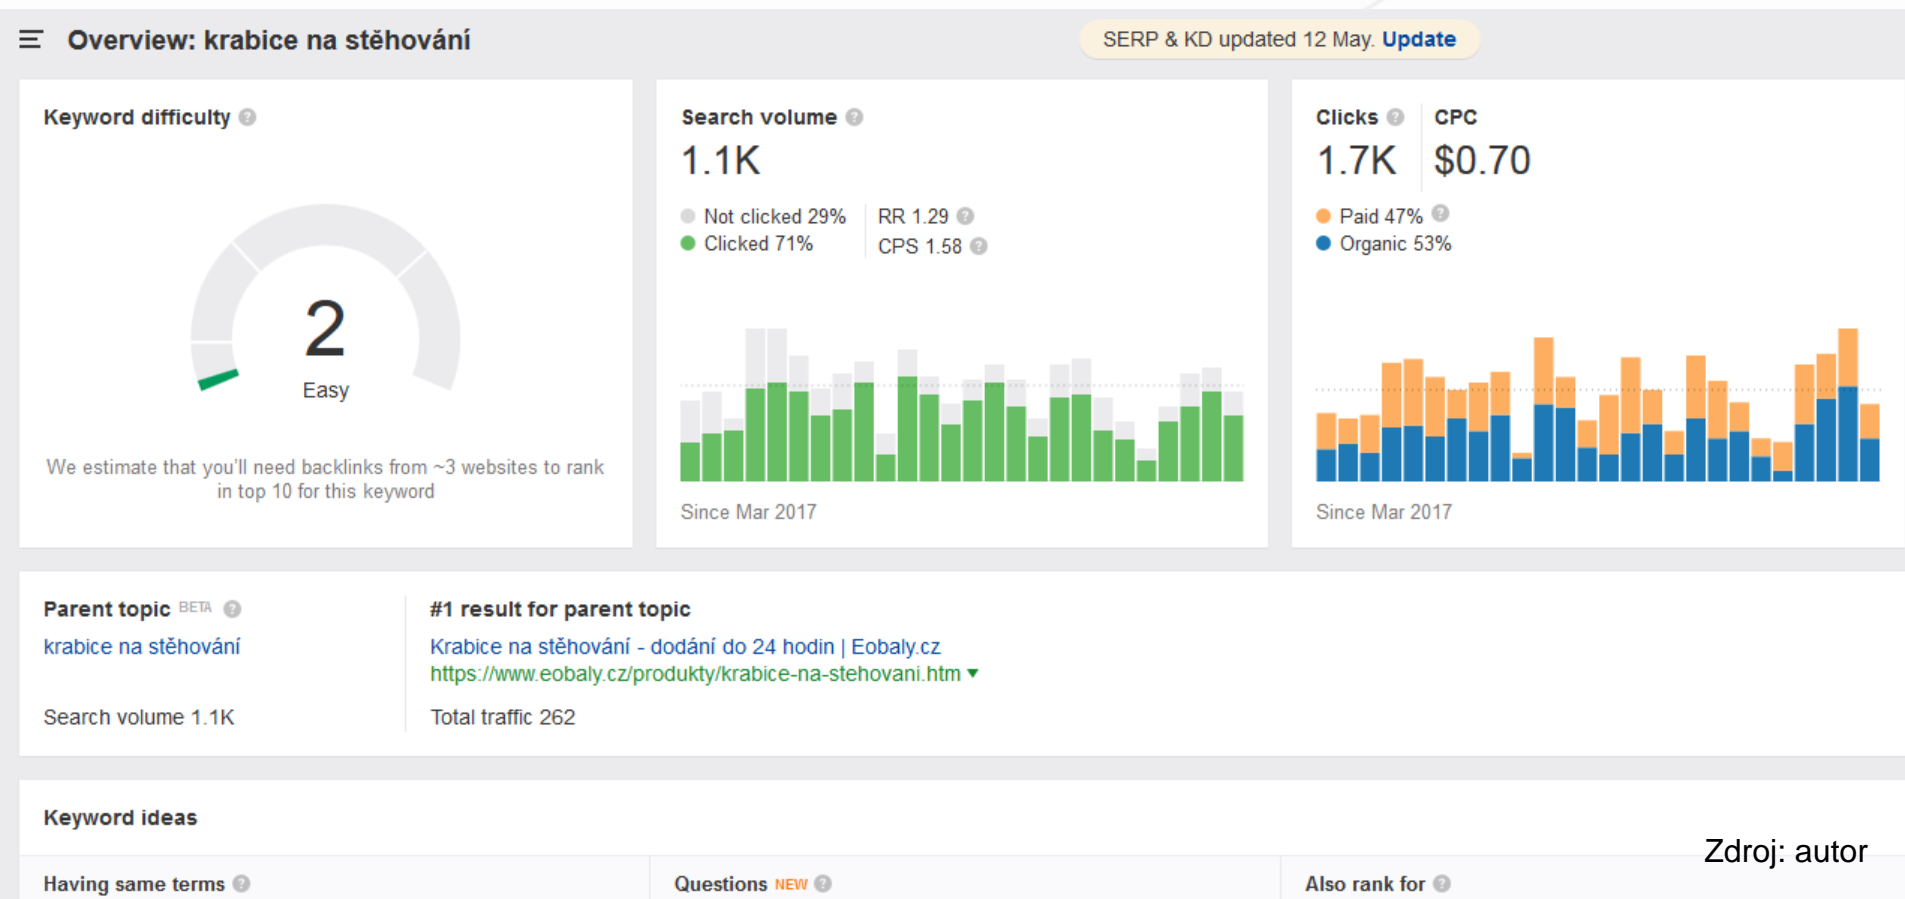 Overview: krabice na stěhování
SERP & KD updated 12 May. Update
Keyword difficulty
2
Easy
We estimate that you'll need backlinks from ~3 websites to rank
in top 10 for this keyword
Search volume
1.1K
Not clicked 29%
Clicked 71%
RR 1.29
CPS 1.58
Since Mar 2017
Clicks
1.7K
CPC
$0.70
Paid 47%
Organic 53%
Since Mar 2017
Parent topic BETA
krabice na stěhování
Search volume 1.1K
#1 result for parent topic
Krabice na stěhování - dodání do 24 hodin | Eobaly.cz
https://www.eobaly.cz/produkty/krabice-na-stehovani.htm
Total traffic 262
Keyword ideas
Zdroj: autor
Having same terms
Questions NEW
Also rank for